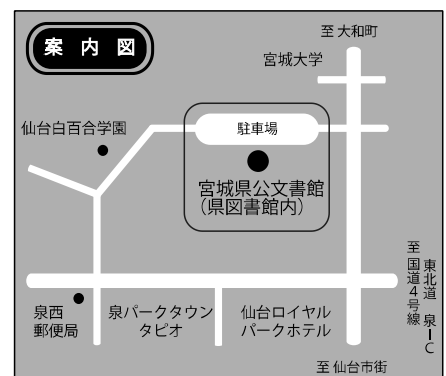 案内図
至 大和町
宮城大学
仙台白百合学園
駐車場
宮城県公文書館
（県図書館内）
至 国道4号線
東北道 泉IC
泉西
郵便局
泉パークタウン
タピオ
仙台ロイヤル
パークホテル
至 仙台市街